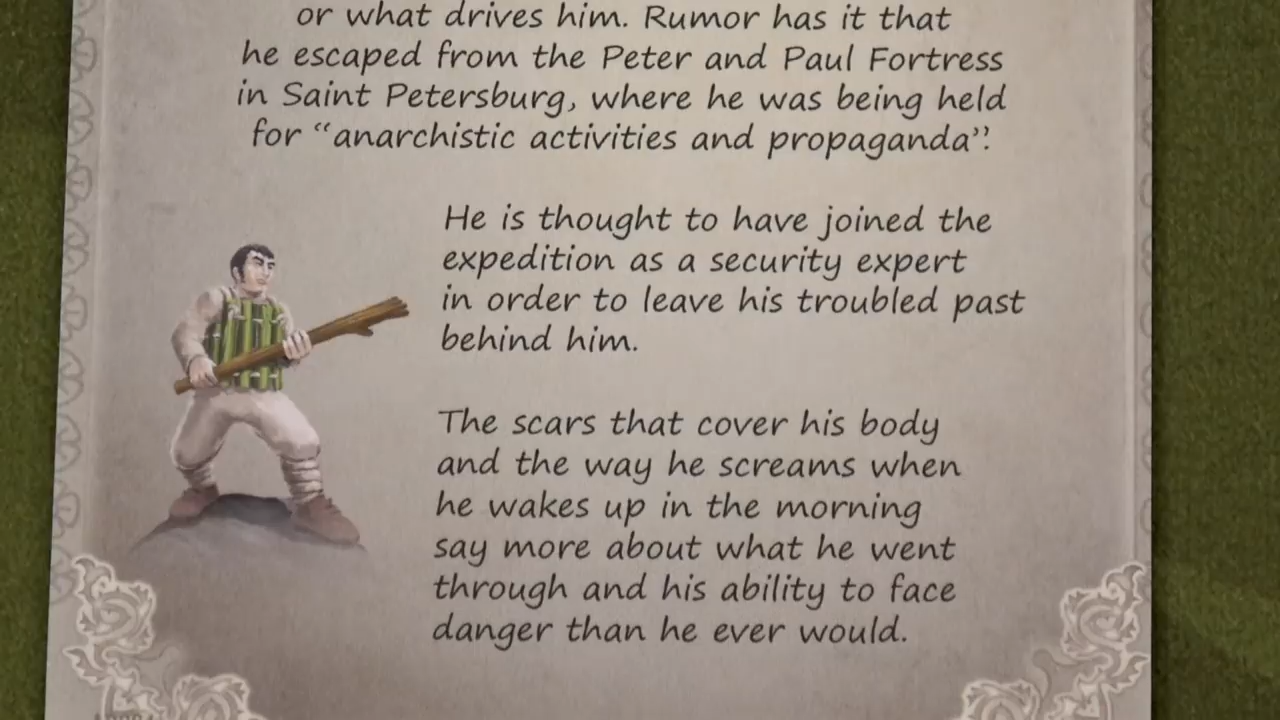 or what drives him. Rumor has it that
he escaped from the Peter and Paul Fortress
in Saint Petersburg, where he was being held
for “anarchistic activities and propaganda”.
He is thought to have joined the
expedition as a security expert
in order to leave his troubled past
behind him.
The scars that cover his body
and the way he screams when
he wakes up in the morning
say more about what he went
through and his ability to face
danger than he ever would.